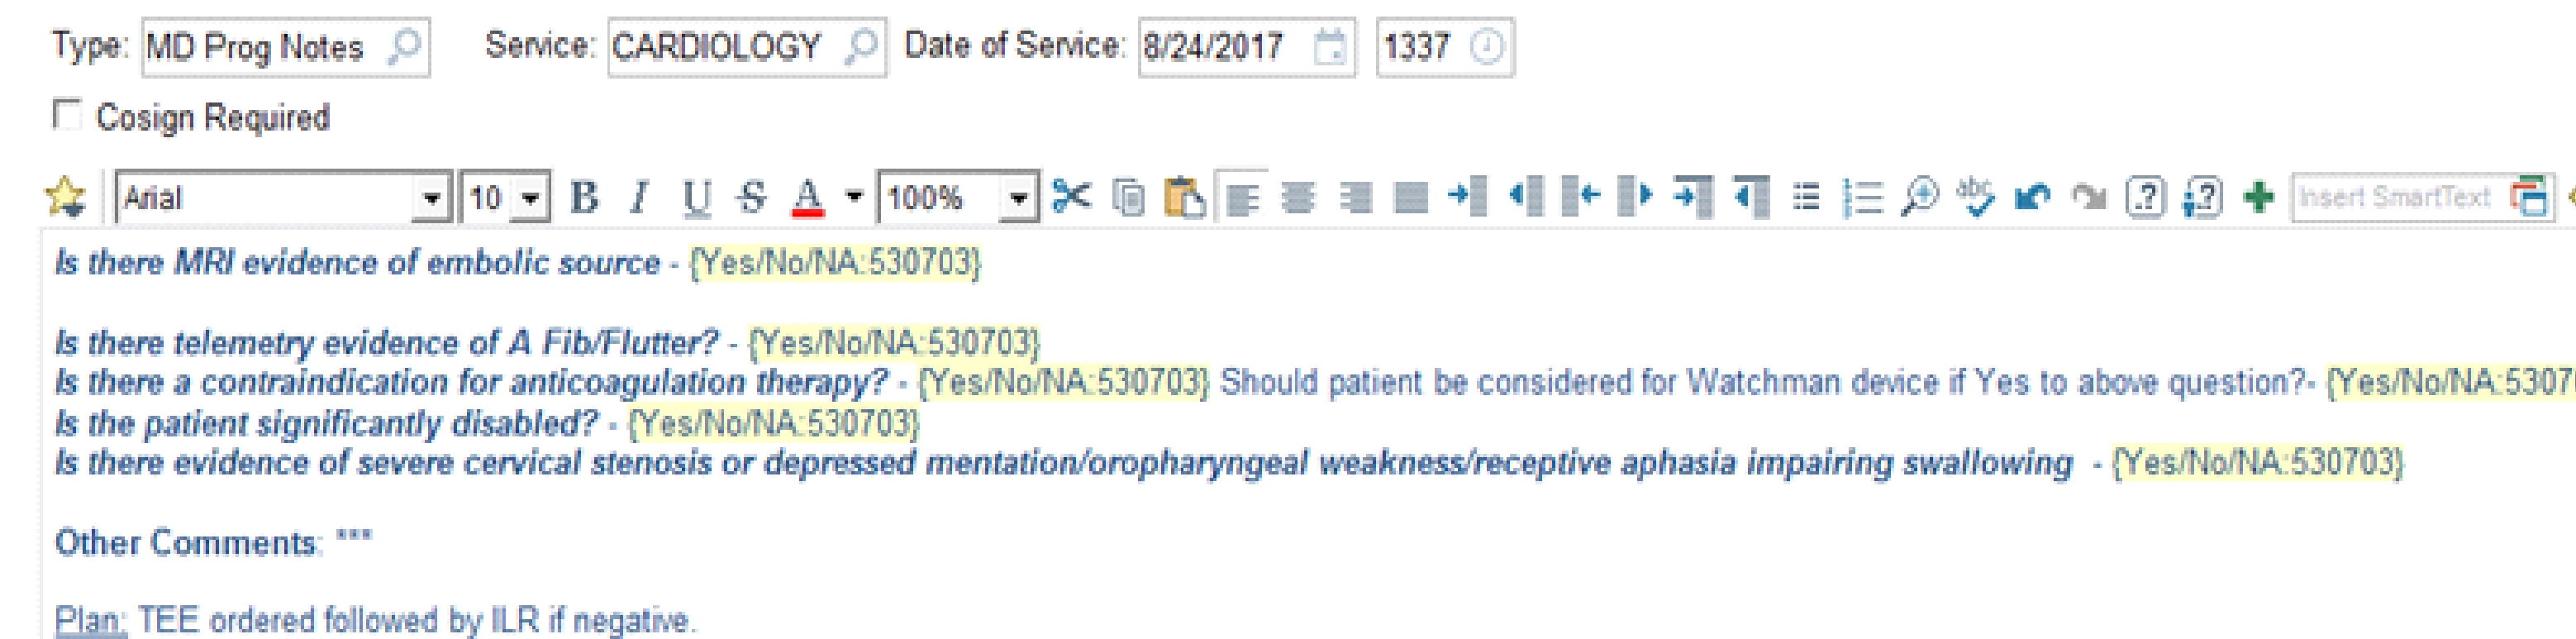 Type: MD Prog Notes Service: CARDIOLOGY Date of Service: 8/24/2017 1337
Cosign Required
Arial 10 B I U S A 100% abc Insert SmartText
Is there MRI evidence of embolic source - {Yes/No/NA:530703}
Is there telemetry evidence of A Fib/Flutter? - {Yes/No/NA:530703}
Is there a contraindication for anticoagulation therapy? - {Yes/No/NA:530703} Should patient be considered for Watchman device if Yes to above question?- {Yes/No/NA:5307
Is the patient significantly disabled? - {Yes/No/NA:530703}
Is there evidence of severe cervical stenosis or depressed mentation/oropharyngeal weakness/receptive aphasia impairing swallowing - {Yes/No/NA:530703}
Other Comments: ***
Plan: TEE ordered followed by ILR if negative.